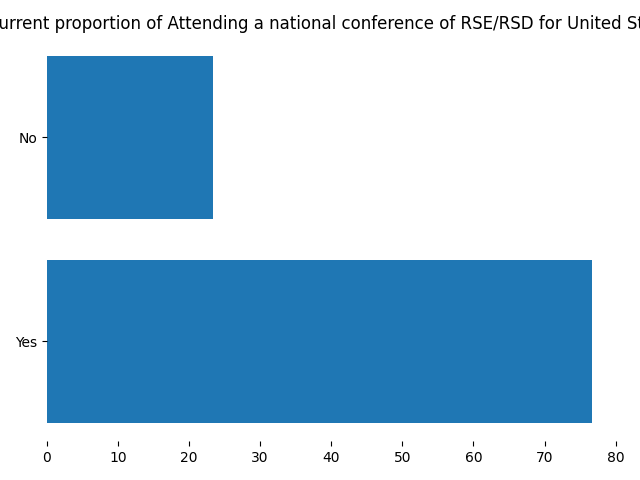 urrent proportion of Attending a national conference of RSE/RSD for United St
No
Yes
0 10 20 30 40 50 60 70 80